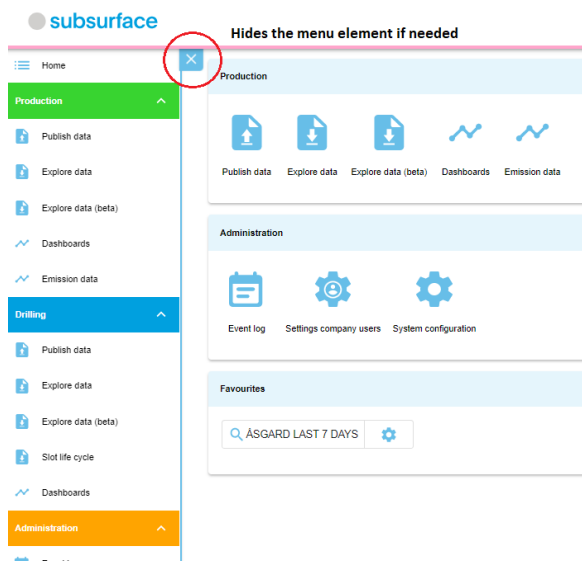 subsurface
Hides the menu element if needed
Home
Production
Publish data
Explore data
Explore data (beta)
Dashboards
Emission data
Drilling
Publish data
Explore data
Explore data (beta)
Slot life cycle
Dashboards
Administration
Production
Publish data
Explore data
Explore data (beta)
Dashboards
Emission data
Administration
Event log
Settings company users
System configuration
Favourites
ÅSGARD LAST 7 DAYS